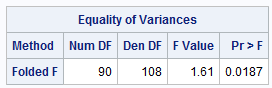 Equality of Variances
Method Num DF Den DF F Value Pr > F
Folded F 90 108 1.61 0.0187